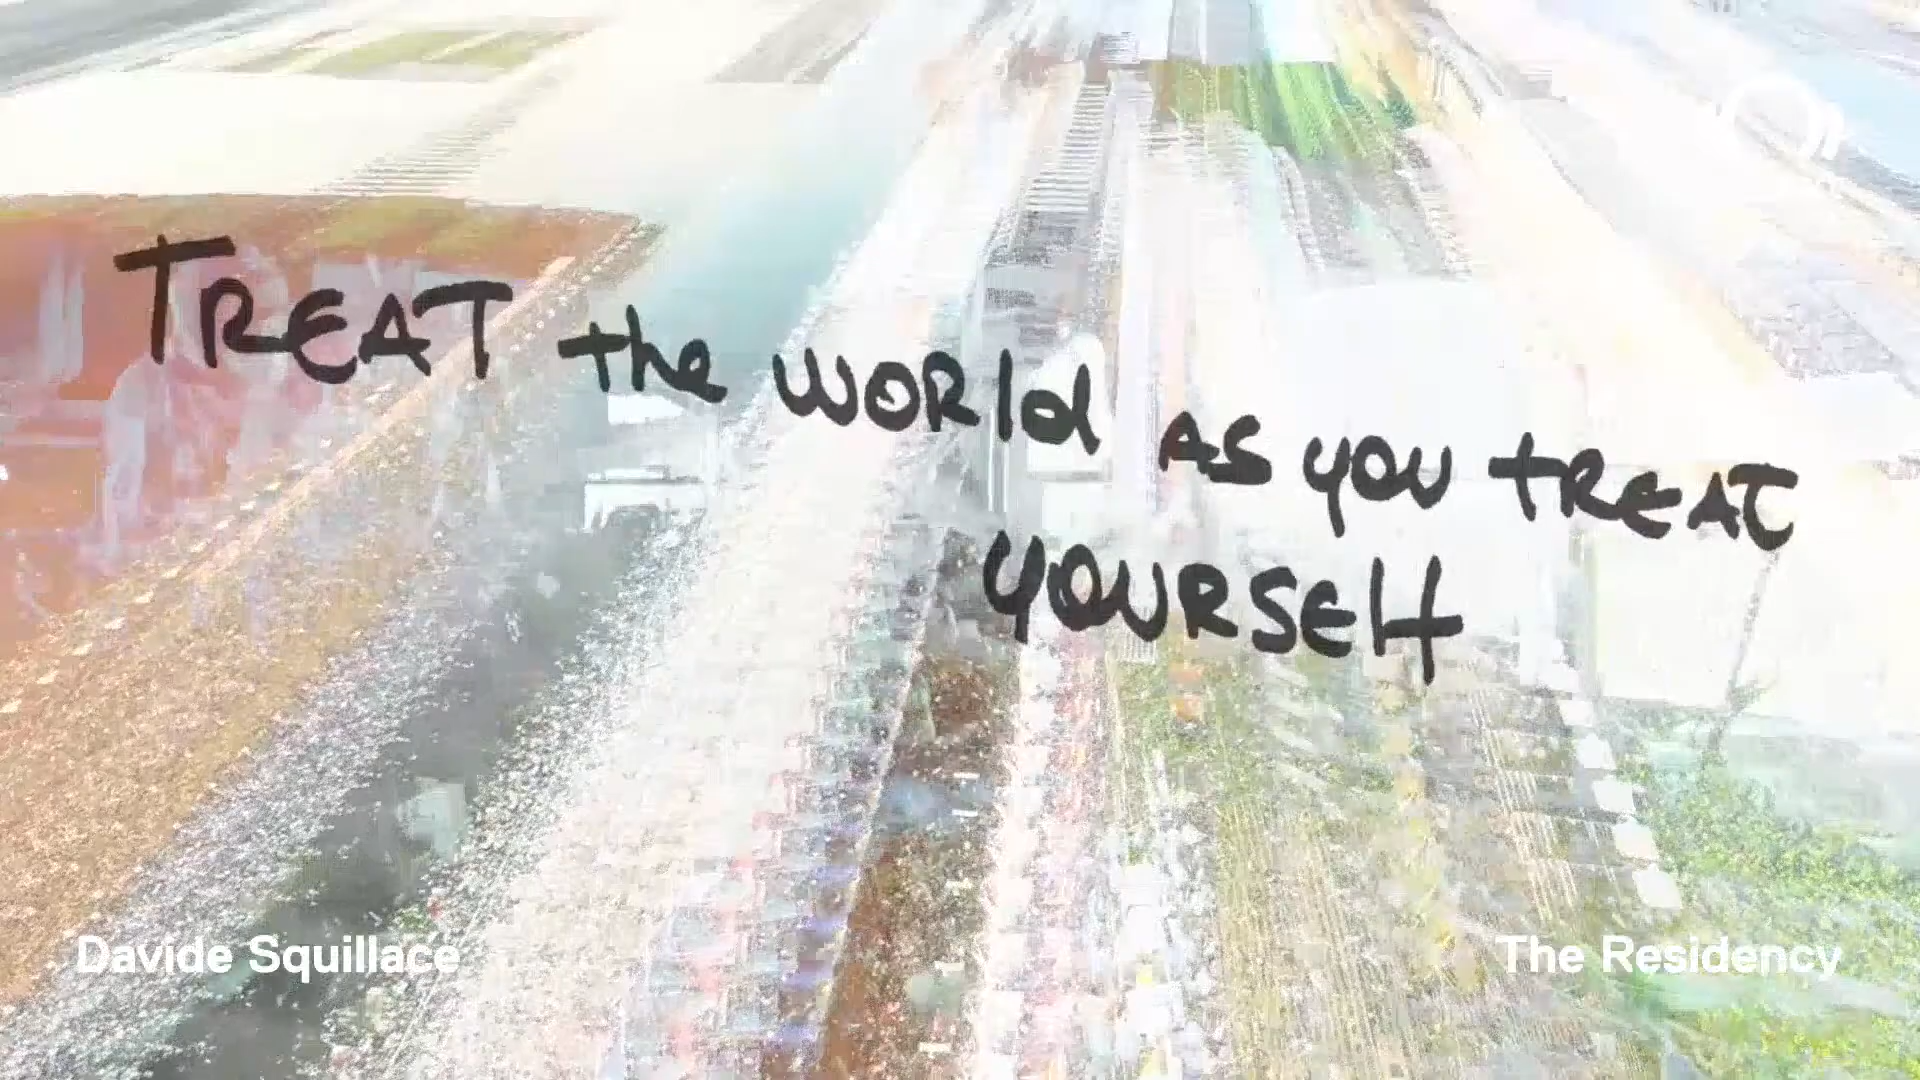 TREAT the WORld AS YOU tREAT
YOURSElf
Davide Squillace
The Residency